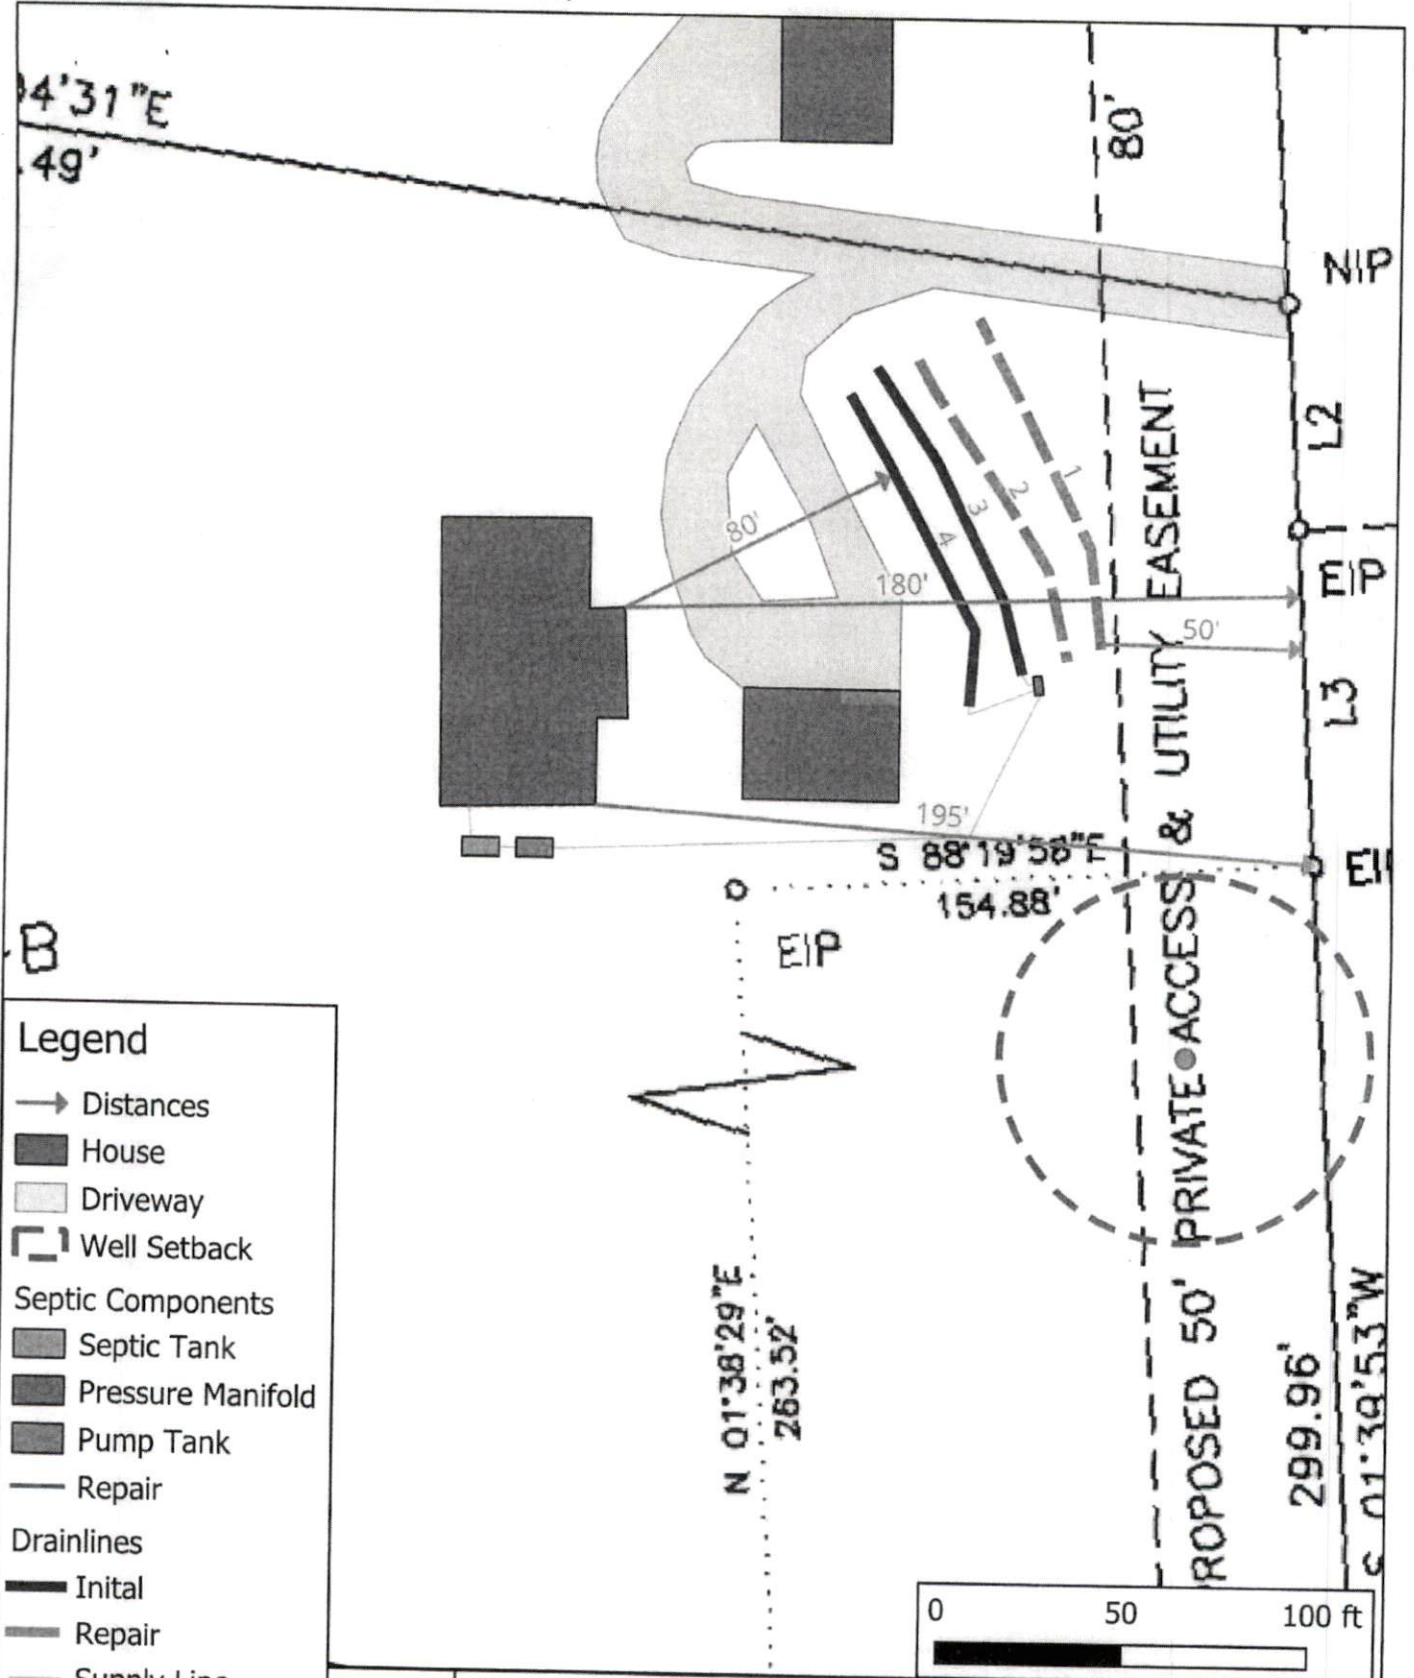 4'31"E
.49'
80'
NIP
L2
EIP
80'
180'
50'
1
2
3
4
L3
PROPOSED 50' PRIVATE ACCESS & UTILITY EASEMENT
195'
S 88°19'58"E
154.88'
EIP
B
N 01°38'29"E
263.52'
299.96'
01°39'53"W
Legend
Distances
House
Driveway
Well Setback
Septic Components
Septic Tank
Pressure Manifold
Pump Tank
Repair
Drainlines
Inital
Repair
Supply Line
0 50 100 ft